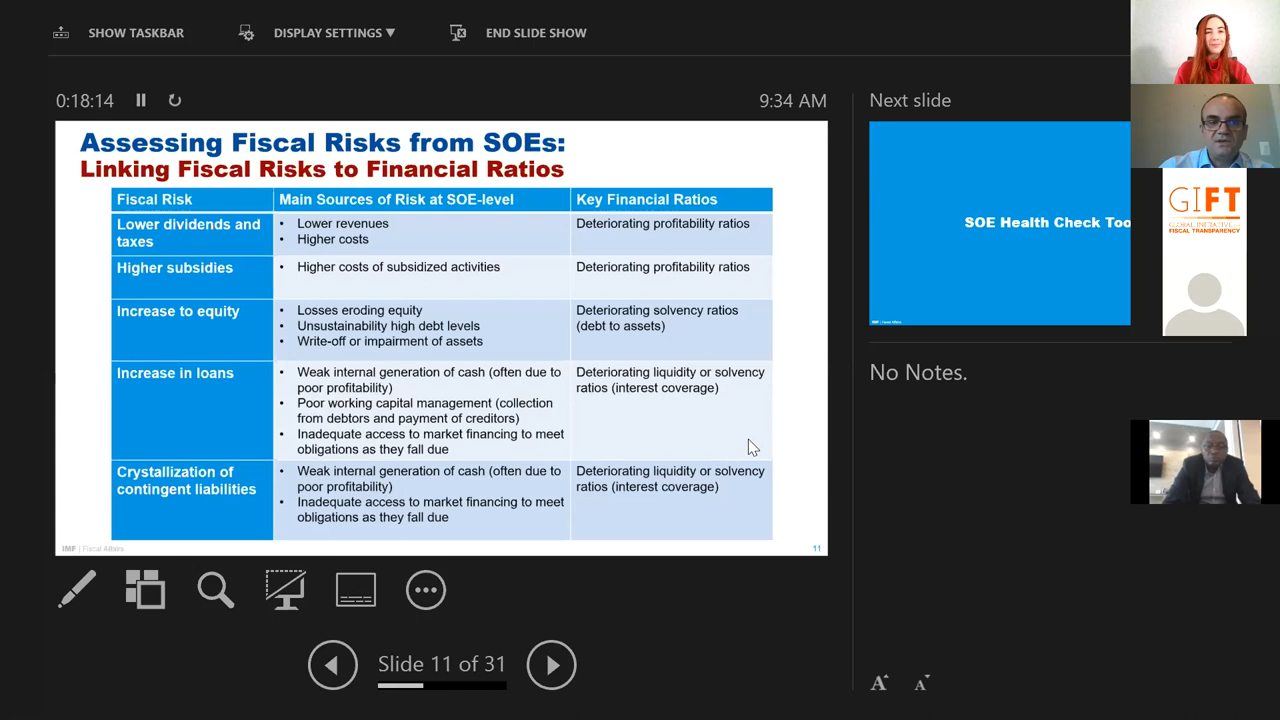 SHOW TASKBAR
DISPLAY SETTINGS ▼
END SLIDE SHOW
0:18:14
9:34 AM
Assessing Fiscal Risks from SOEs:
Linking Fiscal Risks to Financial Ratios
Fiscal Risk
Main Sources of Risk at SOE-level
Key Financial Ratios
Lower dividends and
taxes
• Lower revenues
• Higher costs
Deteriorating profitability ratios
Higher subsidies
• Higher costs of subsidized activities
Deteriorating profitability ratios
Increase to equity
• Losses eroding equity
• Unsustainability high debt levels
• Write-off or impairment of assets
Deteriorating solvency ratios
(debt to assets)
Increase in loans
• Weak internal generation of cash (often due to
poor profitability)
• Poor working capital management (collection
from debtors and payment of creditors)
• Inadequate access to market financing to meet
obligations as they fall due
Deteriorating liquidity or solvency
ratios (interest coverage)
Crystallization of
contingent liabilities
• Weak internal generation of cash (often due to
poor profitability)
• Inadequate access to market financing to meet
obligations as they fall due
Deteriorating liquidity or solvency
ratios (interest coverage)
IMF | Fiscal Affairs
11
Slide 11 of 31
Next slide
SOE Health Check Too
IMF | Fiscal Affairs
No Notes.
A A
GIFT
GLOBAL INITIATIVE for
FISCAL TRANSPARENCY